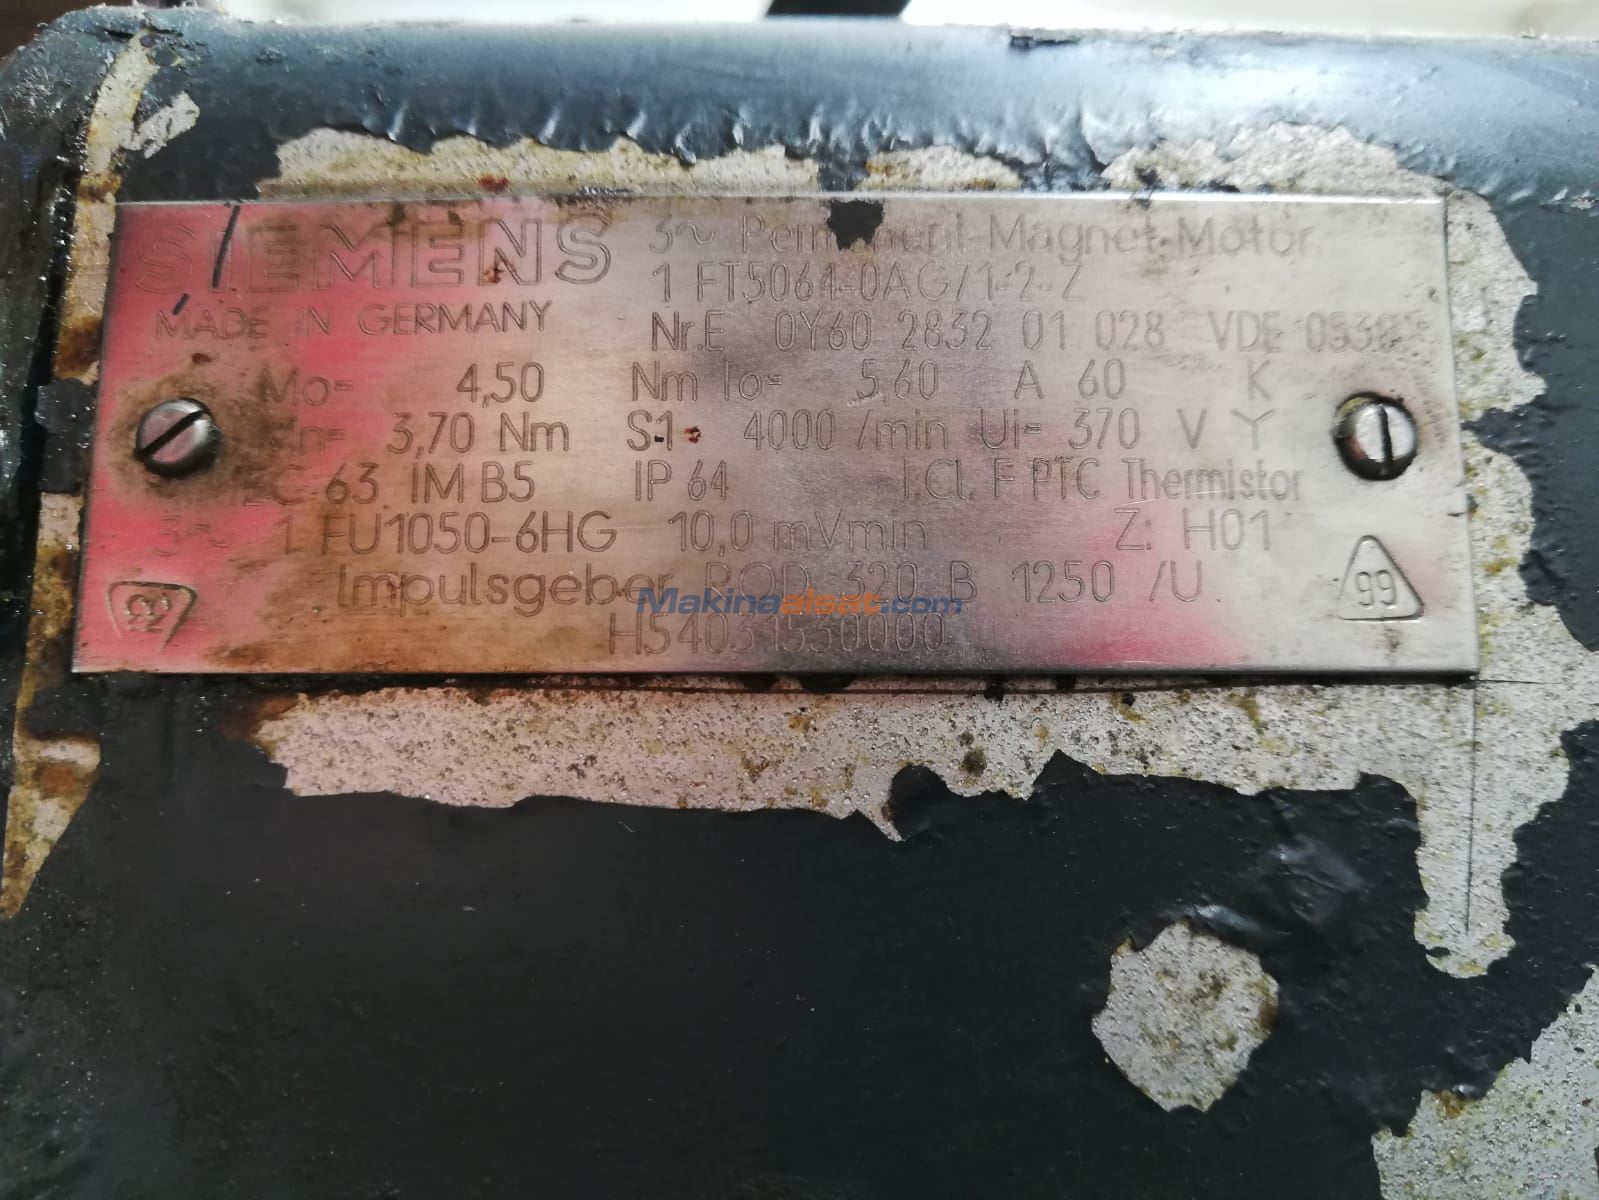 SIEMENS 3~ Permanent-Magnet-Motor
1 FT5064-0AG71-2-Z
MADE IN GERMANY
Nr.E 0Y60 2832 01 028 VDE 0530
Mo= 4,50 Nm Io= 5,60 A 60 K
Mn= 3,70 Nm S1- 4000 /min Ui= 370 V Y
IEC 63 IM B5 IP 64 I.Cl. F PTC Thermistor
3~ 1 FU1050-6HG 10,0 mVmin Z: H01
Impulsgeber ROD 320 B 1250 /U
99
Makinaalsat.com
H54031530000